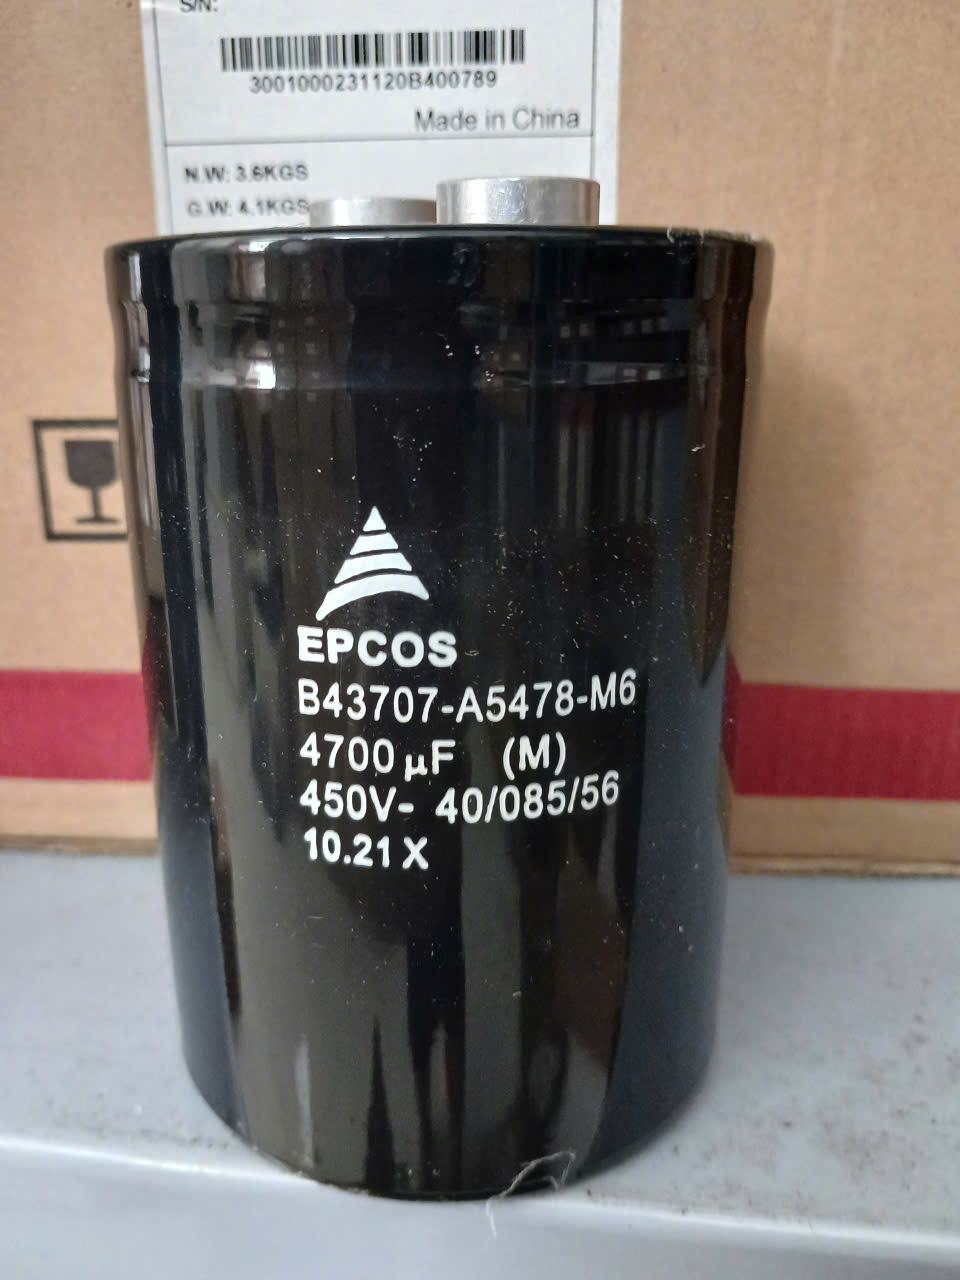 S/N:
3001000231120B400789
Made in China
N.W: 3.6KGS
G.W: 4.1KGS
EPCOS
B43707-A5478-M6
4700 µF (M)
450V- 40/085/56
10.21 X